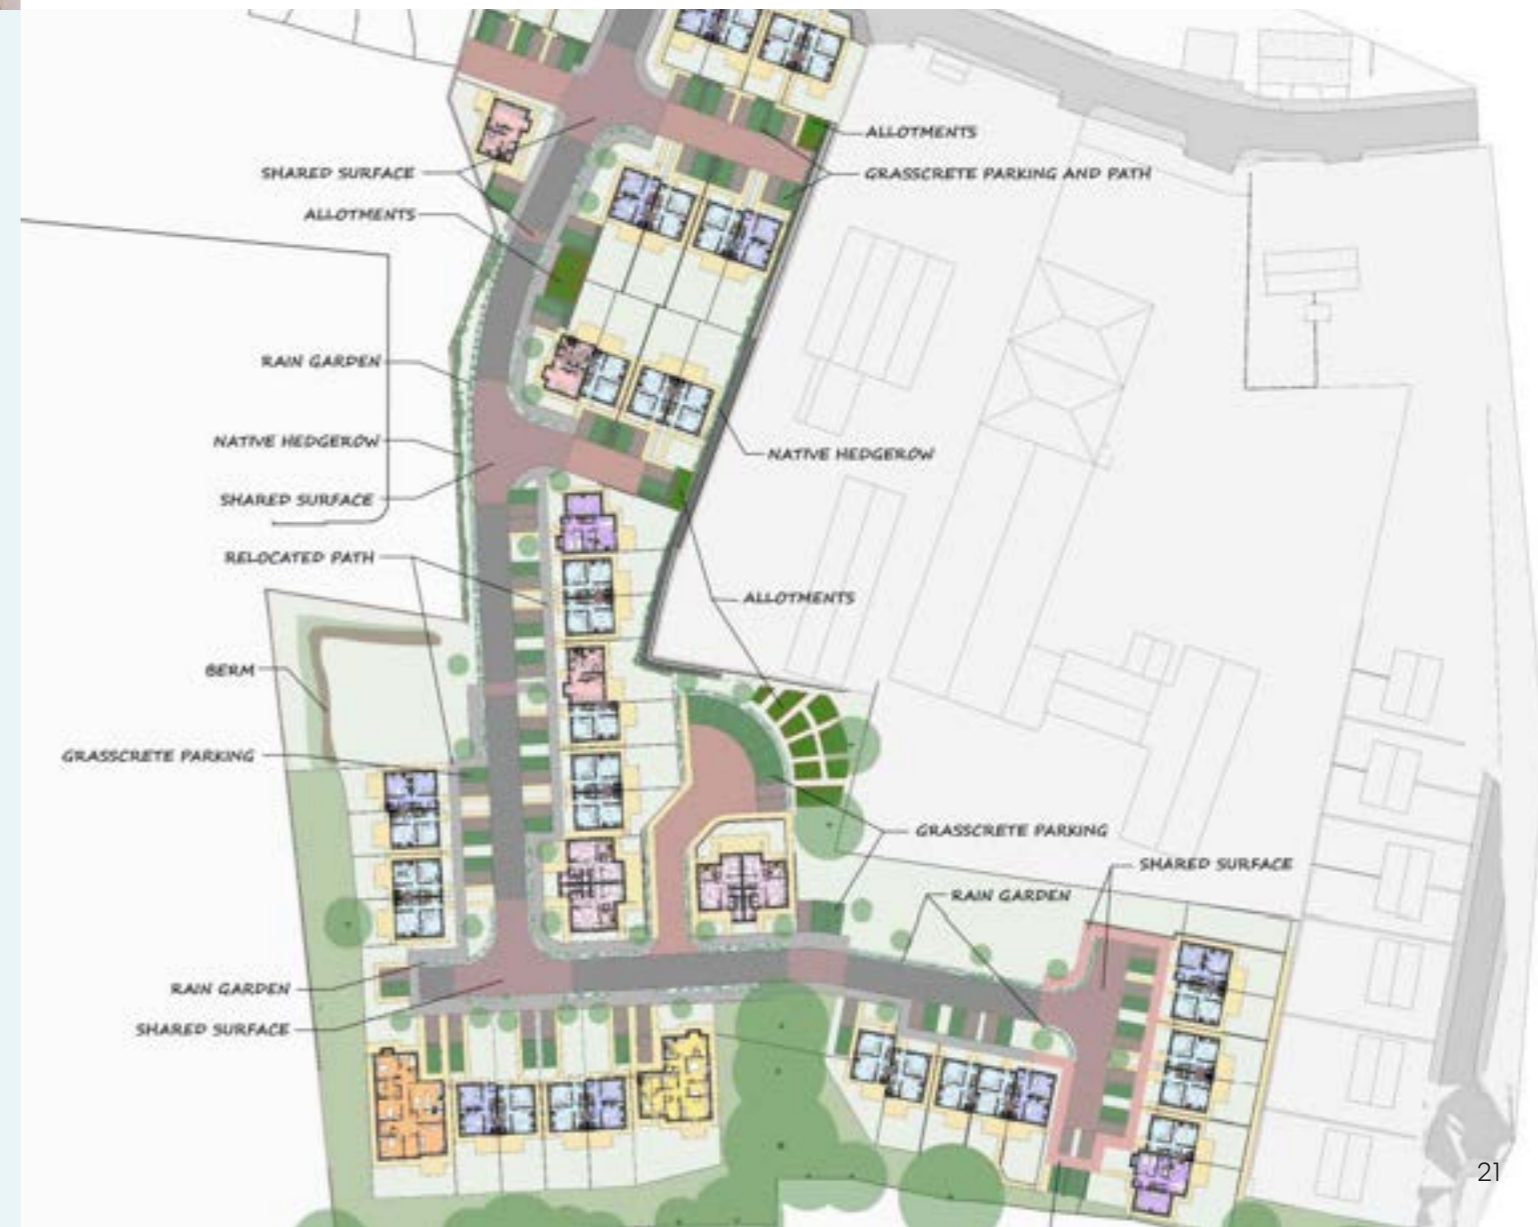 ALLOTMENTS
SHARED SURFACE
GRASSCRETE PARKING AND PATH
ALLOTMENTS
RAIN GARDEN
NATIVE HEDGEROW
NATIVE HEDGEROW
SHARED SURFACE
RELOCATED PATH
ALLOTMENTS
BERM
GRASSCRETE PARKING
GRASSCRETE PARKING
SHARED SURFACE
RAIN GARDEN
RAIN GARDEN
SHARED SURFACE
21